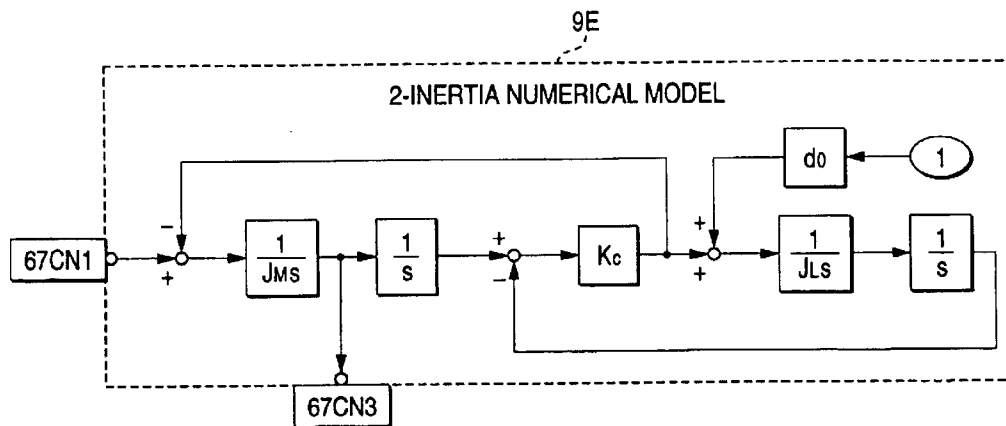 9E
2-INERTIA NUMERICAL MODEL
d0
1
−
+
67CN1
1
JMs
1
s
+
−
Kc
+
+
1
JLs
1
s
67CN3